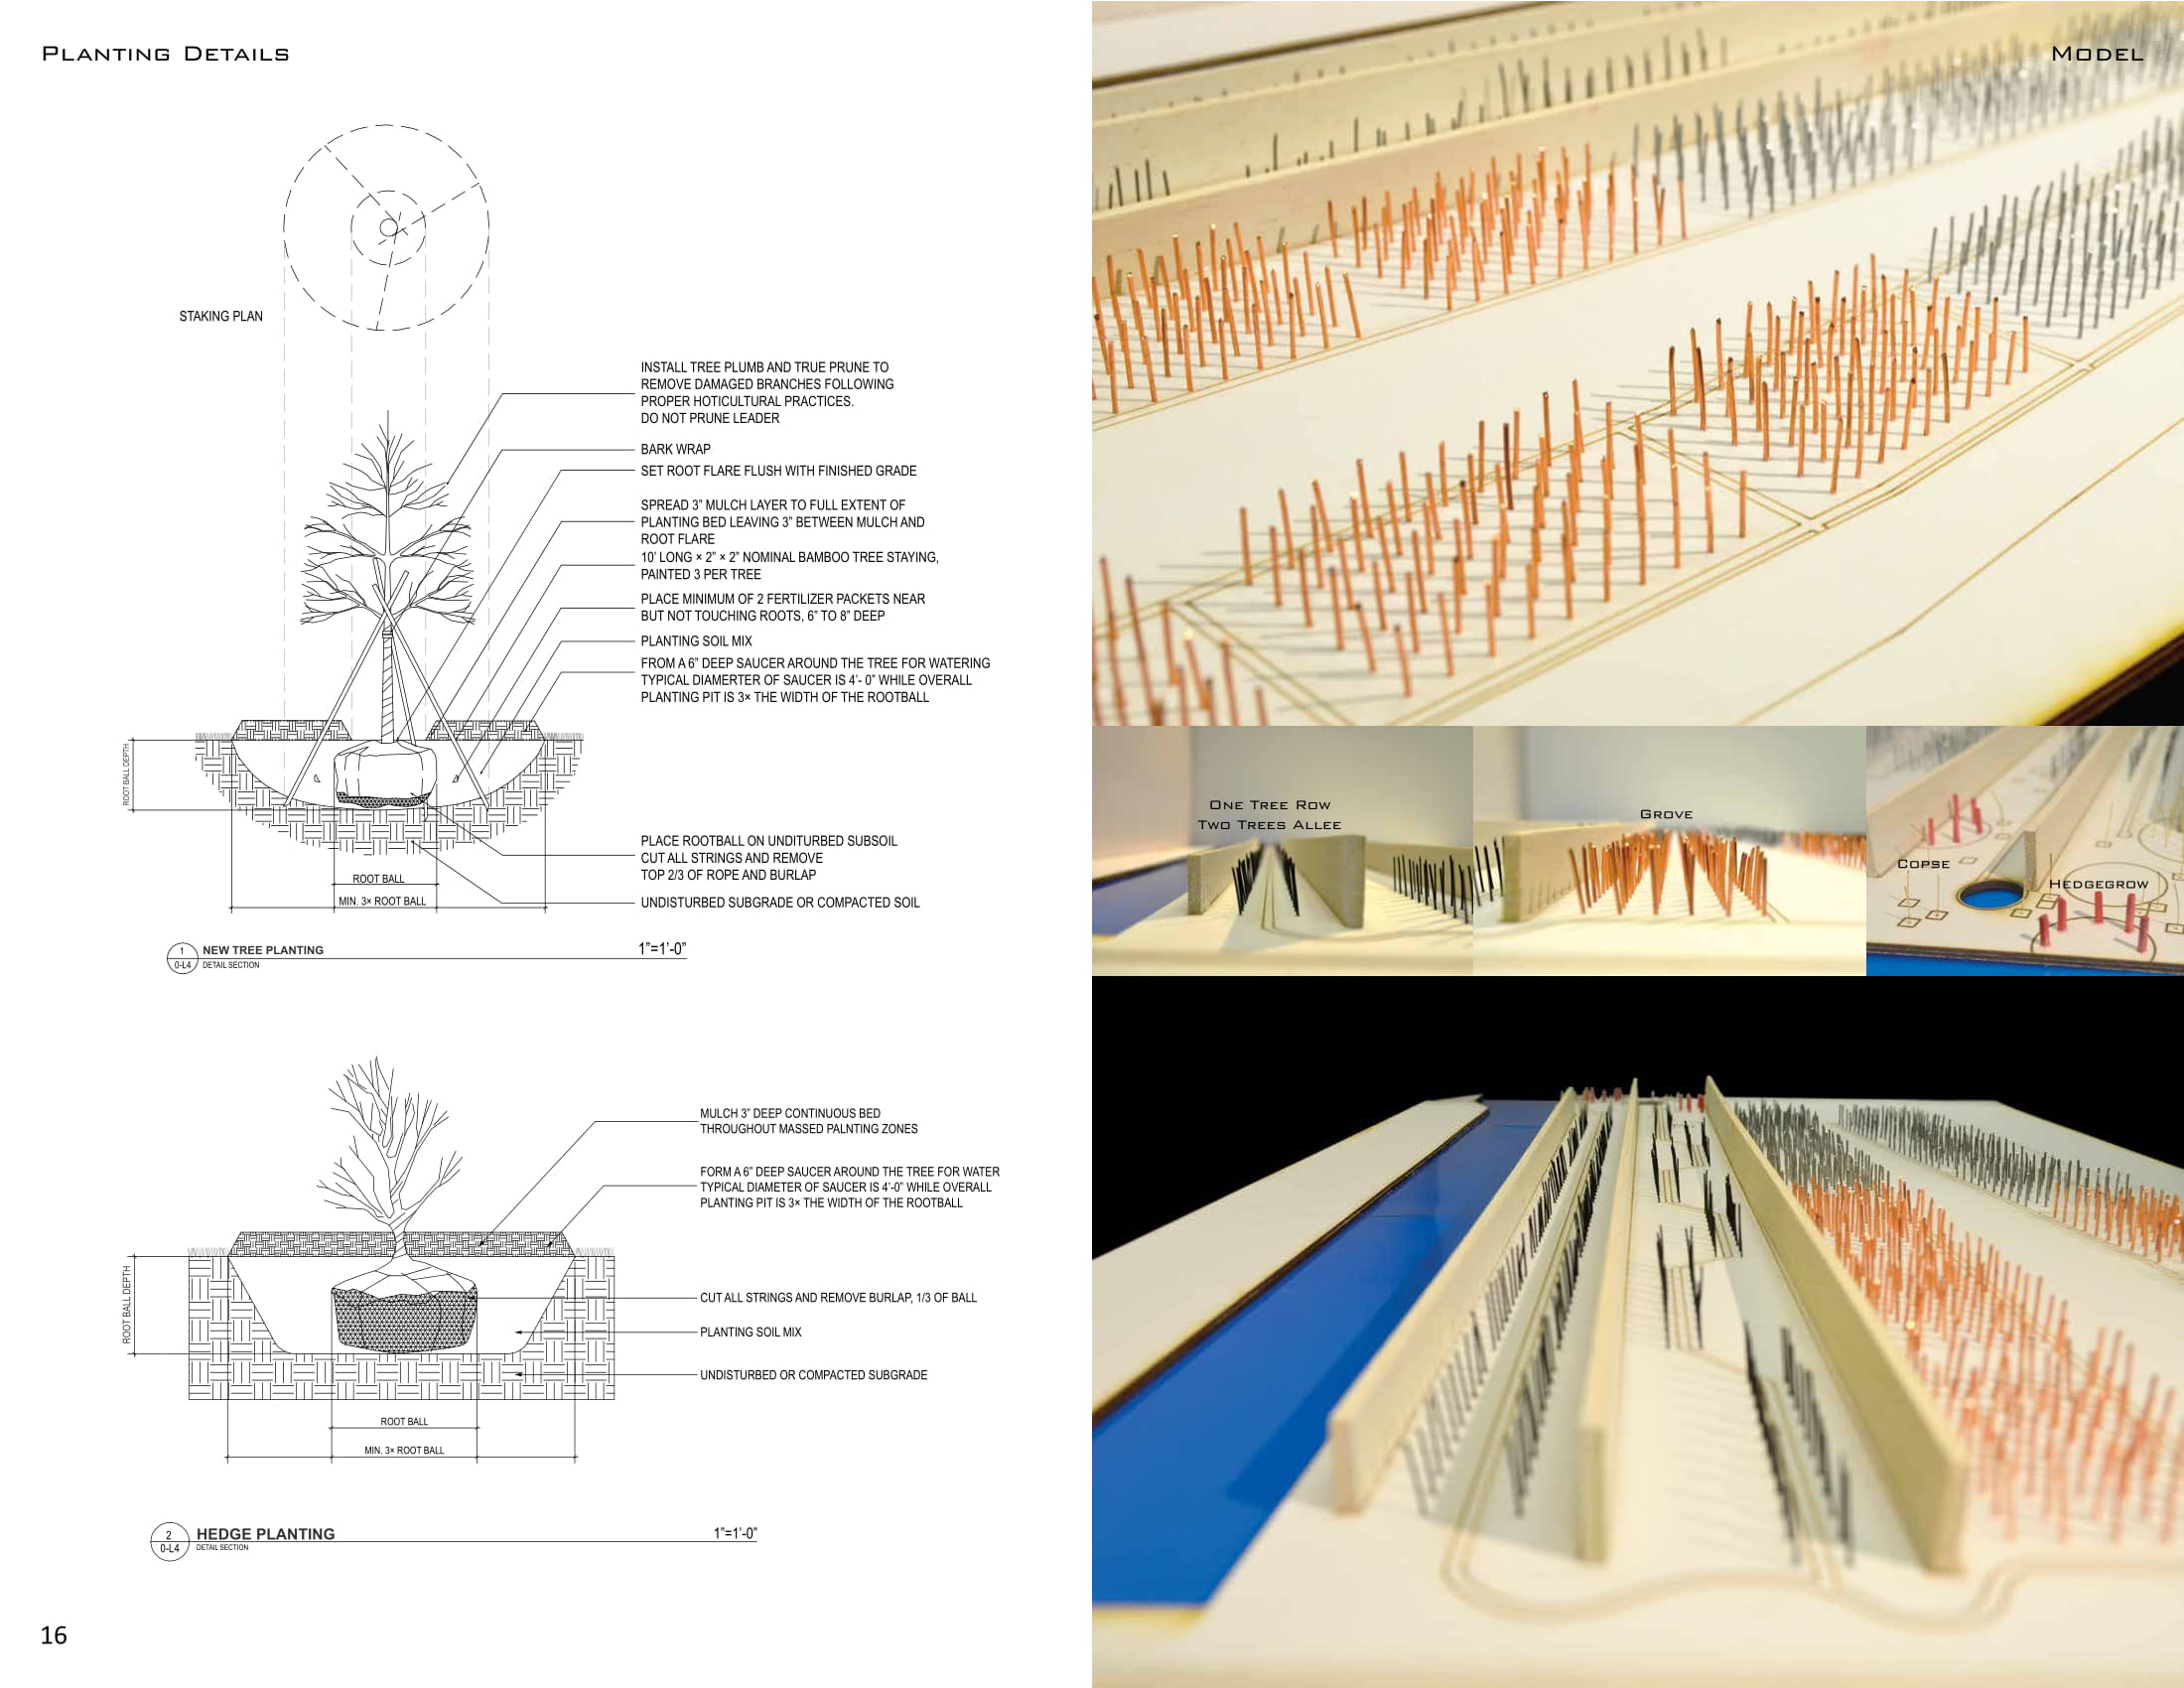 PLANTING DETAILS
STAKING PLAN
INSTALL TREE PLUMB AND TRUE PRUNE TO
REMOVE DAMAGED BRANCHES FOLLOWING
PROPER HOTICULTURAL PRACTICES.
DO NOT PRUNE LEADER
BARK WRAP
SET ROOT FLARE FLUSH WITH FINISHED GRADE
SPREAD 3" MULCH LAYER TO FULL EXTENT OF
PLANTING BED LEAVING 3" BETWEEN MULCH AND
ROOT FLARE
10' LONG × 2" × 2" NOMINAL BAMBOO TREE STAYING,
PAINTED 3 PER TREE
PLACE MINIMUM OF 2 FERTILIZER PACKETS NEAR
BUT NOT TOUCHING ROOTS, 6" TO 8" DEEP
PLANTING SOIL MIX
FROM A 6" DEEP SAUCER AROUND THE TREE FOR WATERING
TYPICAL DIAMERTER OF SAUCER IS 4'- 0" WHILE OVERALL
PLANTING PIT IS 3× THE WIDTH OF THE ROOTBALL
ROOT BALL DEPTH
PLACE ROOTBALL ON UNDITURBED SUBSOIL
CUT ALL STRINGS AND REMOVE
TOP 2/3 OF ROPE AND BURLAP
ROOT BALL
MIN. 3× ROOT BALL
UNDISTURBED SUBGRADE OR COMPACTED SOIL
1
0-L4
NEW TREE PLANTING
DETAIL SECTION
1"=1'-0"
MULCH 3" DEEP CONTINUOUS BED
THROUGHOUT MASSED PALNTING ZONES
FORM A 6" DEEP SAUCER AROUND THE TREE FOR WATER
TYPICAL DIAMETER OF SAUCER IS 4'-0" WHILE OVERALL
PLANTING PIT IS 3× THE WIDTH OF THE ROOTBALL
ROOT BALL DEPTH
CUT ALL STRINGS AND REMOVE BURLAP, 1/3 OF BALL
PLANTING SOIL MIX
UNDISTURBED OR COMPACTED SUBGRADE
ROOT BALL
MIN. 3× ROOT BALL
2
0-L4
HEDGE PLANTING
DETAIL SECTION
1"=1'-0"
16
MODEL
ONE TREE ROW
TWO TREES ALLEE
GROVE
COPSE
HEDGEGROW